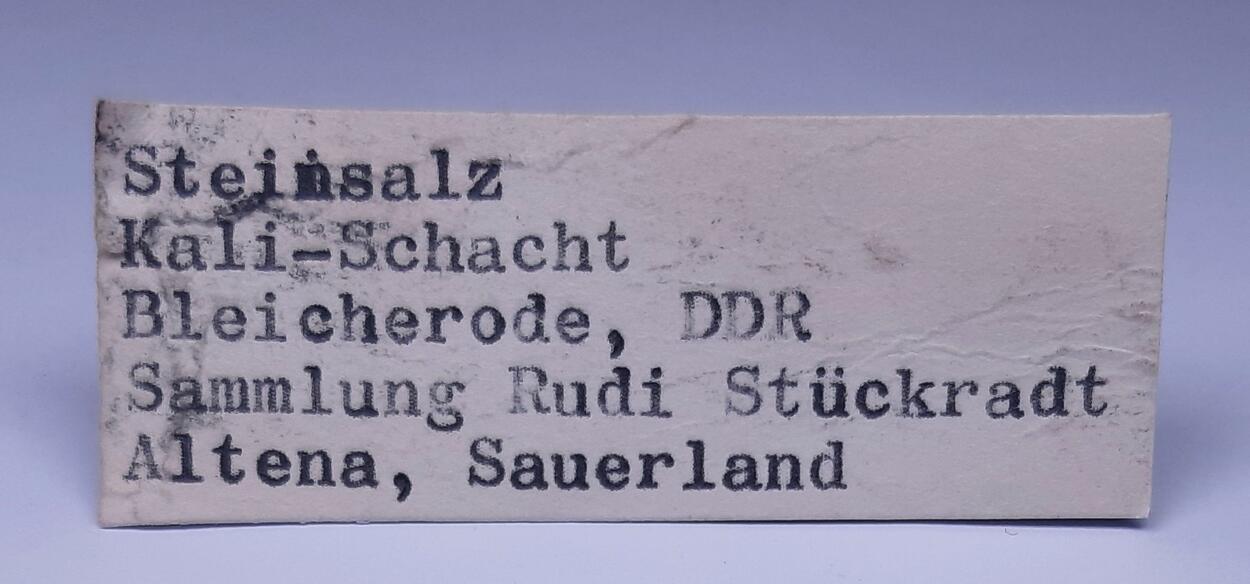 Steinsalz
Kali-Schacht
Bleicherode, DDR
Sammlung Rudi Stückradt
Altena, Sauerland